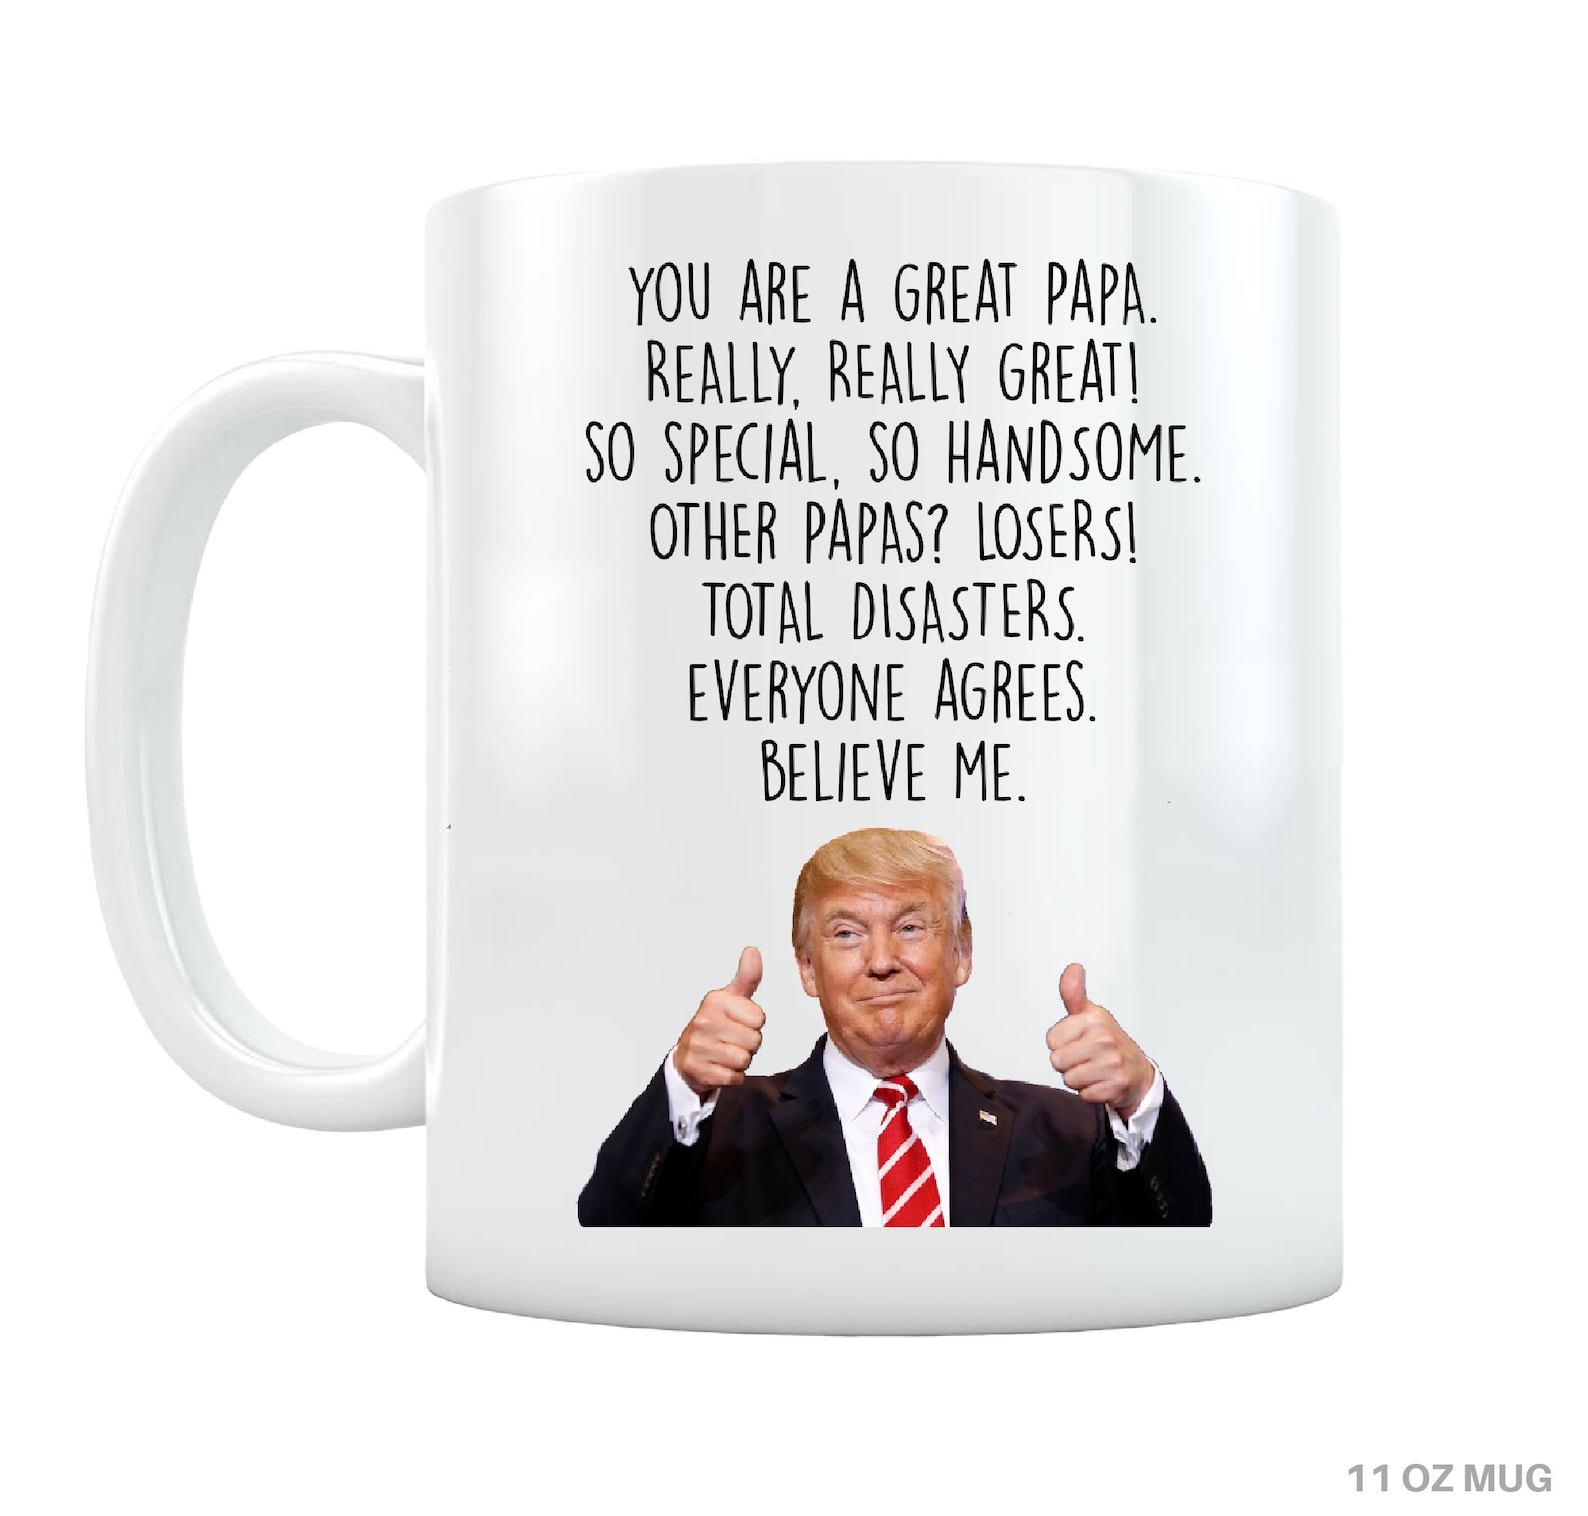 YOU ARE A GREAT PAPA.
REALLY, REALLY GREAT!
SO SPECIAL, SO HANDSOME.
OTHER PAPAS? LOSERS!
TOTAL DISASTERS.
EVERYONE AGREES.
BELIEVE ME.
11 OZ MUG